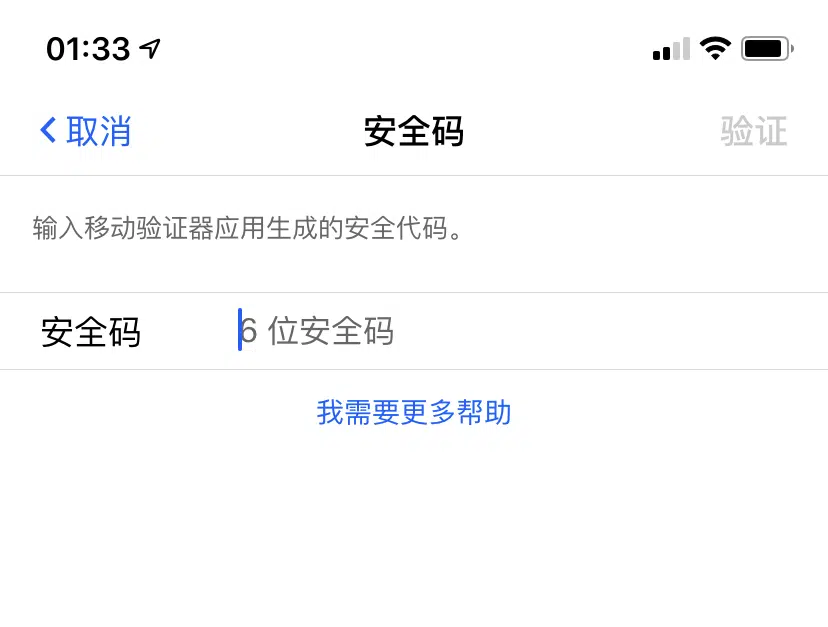 01:33
取消 安全码 验证
输入移动验证器应用生成的安全代码。
安全码 6 位安全码
我需要更多帮助